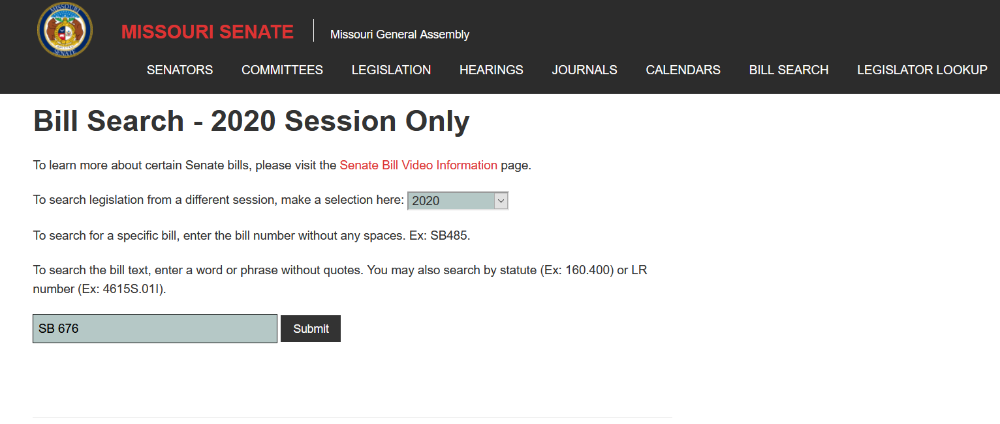 MISSOURI
SENATE
MISSOURI SENATE
Missouri General Assembly
SENATORS COMMITTEES LEGISLATION HEARINGS JOURNALS CALENDARS BILL SEARCH LEGISLATOR LOOKUP
Bill Search - 2020 Session Only
To learn more about certain Senate bills, please visit the Senate Bill Video Information page.
To search legislation from a different session, make a selection here: 2020
To search for a specific bill, enter the bill number without any spaces. Ex: SB485.
To search the bill text, enter a word or phrase without quotes. You may also search by statute (Ex: 160.400) or LR
number (Ex: 4615S.01I).
SB 676 Submit